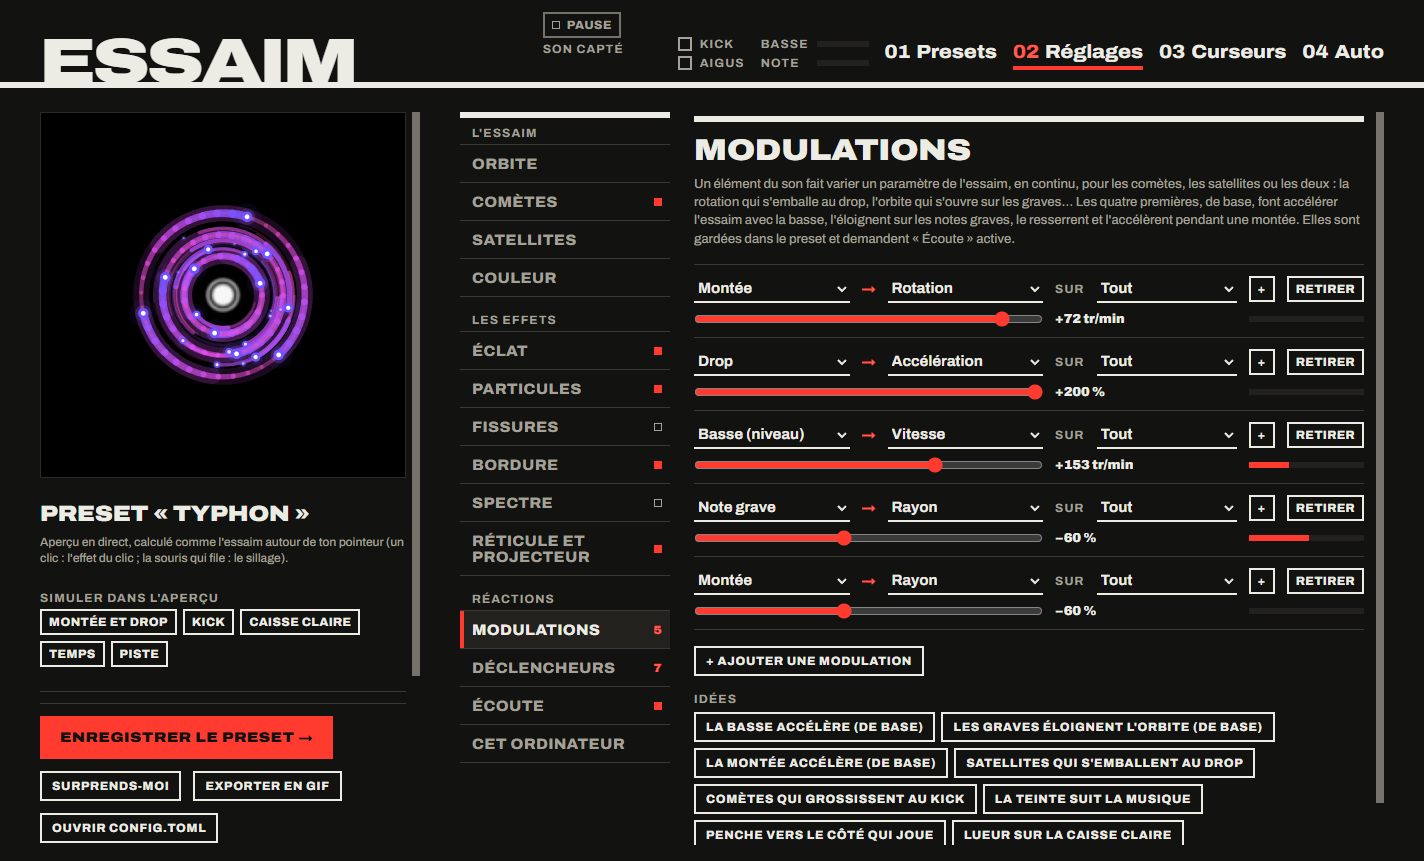 ESSAIM
PAUSE
SON CAPTÉ
KICK BASSE
AIGUS NOTE
01 Presets 02 Réglages 03 Curseurs 04 Auto
PRESET « TYPHON »
Aperçu en direct, calculé comme l'essaim autour de ton pointeur (un
clic : l'effet du clic ; la souris qui file : le sillage).
SIMULER DANS L'APERÇU
MONTÉE ET DROP KICK CAISSE CLAIRE
TEMPS PISTE
ENREGISTRER LE PRESET →
SURPRENDS-MOI EXPORTER EN GIF
OUVRIR CONFIG.TOML
L'ESSAIM
ORBITE
COMÈTES
SATELLITES
COULEUR
LES EFFETS
ÉCLAT
PARTICULES
FISSURES
BORDURE
SPECTRE
RÉTICULE ET
PROJECTEUR
RÉACTIONS
MODULATIONS 5
DÉCLENCHEURS 7
ÉCOUTE
CET ORDINATEUR
MODULATIONS
Un élément du son fait varier un paramètre de l'essaim, en continu, pour les comètes, les satellites ou les deux : la
rotation qui s'emballe au drop, l'orbite qui s'ouvre sur les graves... Les quatre premières, de base, font accélérer
l'essaim avec la basse, l'éloignent sur les notes graves, le resserrent et l'accélèrent pendant une montée. Elles sont
gardées dans le preset et demandent « Écoute » active.
Montée → Rotation SUR Tout + RETIRER
+72 tr/min
Drop → Accélération SUR Tout + RETIRER
+200 %
Basse (niveau) → Vitesse SUR Tout + RETIRER
+153 tr/min
Note grave → Rayon SUR Tout + RETIRER
−60 %
Montée → Rayon SUR Tout + RETIRER
−60 %
+ AJOUTER UNE MODULATION
IDÉES
LA BASSE ACCÉLÈRE (DE BASE) LES GRAVES ÉLOIGNENT L'ORBITE (DE BASE)
LA MONTÉE ACCÉLÈRE (DE BASE) SATELLITES QUI S'EMBALLENT AU DROP
COMÈTES QUI GROSSISSENT AU KICK LA TEINTE SUIT LA MUSIQUE
PENCHE VERS LE CÔTÉ QUI JOUE LUEUR SUR LA CAISSE CLAIRE